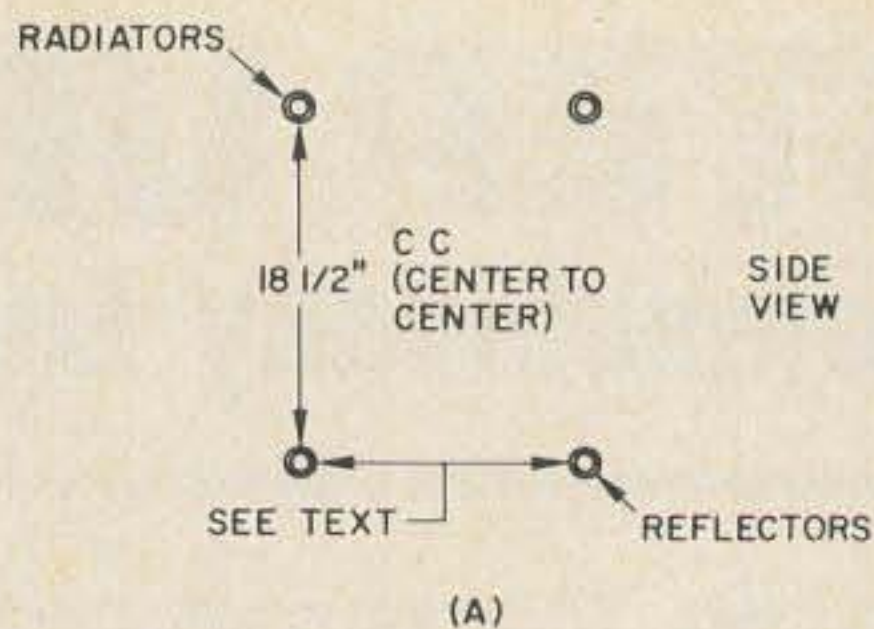 RADIATORS
C C
18 1/2" (CENTER TO
CENTER)
SIDE
VIEW
SEE TEXT
REFLECTORS
(A)